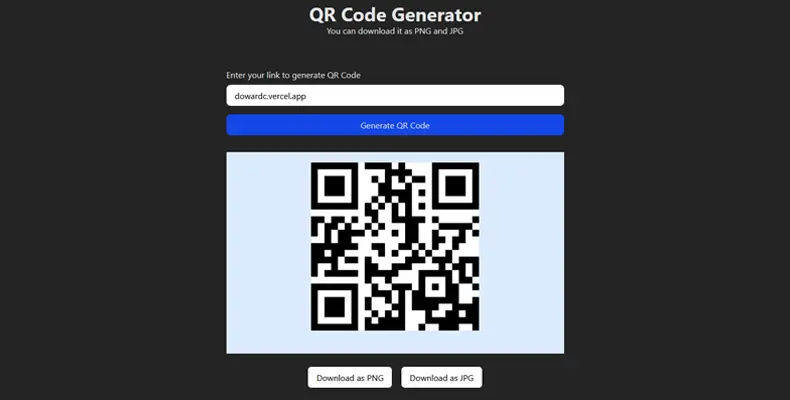 QR Code Generator
You can download it as PNG and JPG
Enter your link to generate QR Code
dowardc.vercel.app
Generate QR Code
Download as PNG
Download as JPG